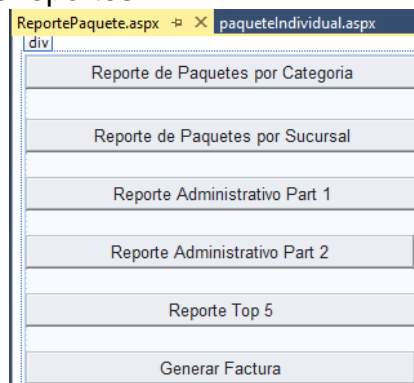 ReportePaquete.aspx paqueteIndividual.aspx
div
Reporte de Paquetes por Categoria
Reporte de Paquetes por Sucursal
Reporte Administrativo Part 1
Reporte Administrativo Part 2
Reporte Top 5
Generar Factura